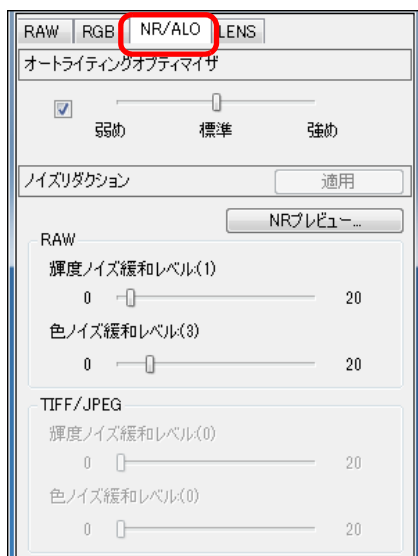 RAW RGB NR/ALO LENS
オートライティングオプティマイザ
弱め 標準 強め
ノイズリダクション 適用
NRプレビュー...
RAW
輝度ノイズ緩和レベル:(1)
0 20
色ノイズ緩和レベル:(3)
0 20
TIFF/JPEG
輝度ノイズ緩和レベル:(0)
0 20
色ノイズ緩和レベル:(0)
0 20